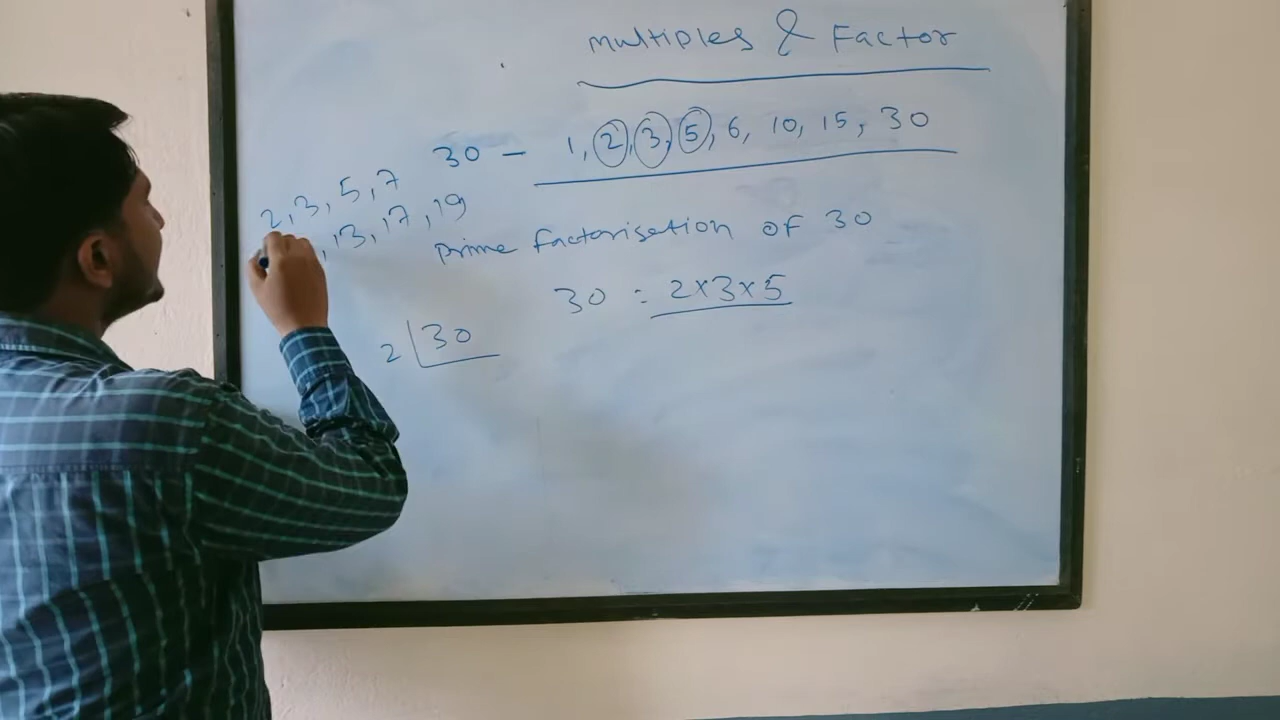 Multiples & Factor
30 - 1, 2, 3, 5, 6, 10, 15, 30
2, 3, 5, 7
, 13, 17, 19
prime factorisation of 30
30 = 2×3×5
2 30